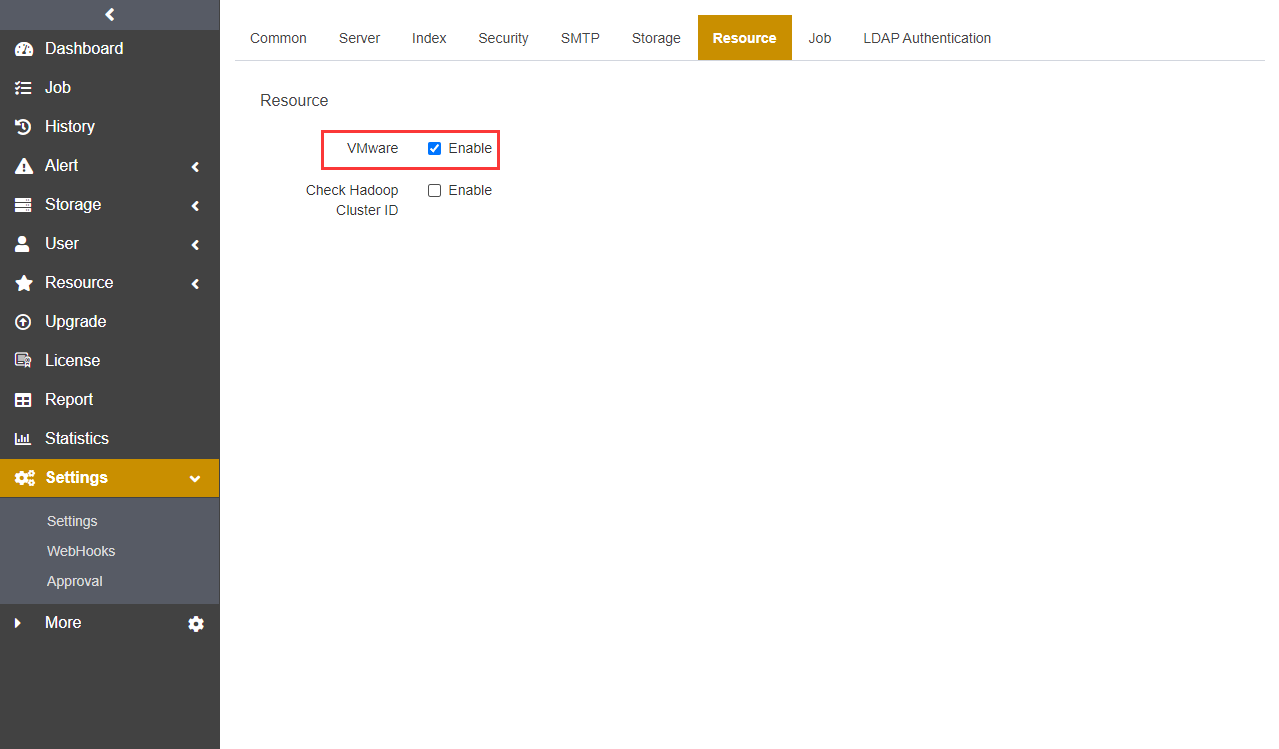 Dashboard
Job
History
Alert
Storage
User
Resource
Upgrade
License
Report
Statistics
Settings
Settings
WebHooks
Approval
More
Common Server Index Security SMTP Storage Resource Job LDAP Authentication
Resource
VMware Enable
Check Hadoop Enable
Cluster ID